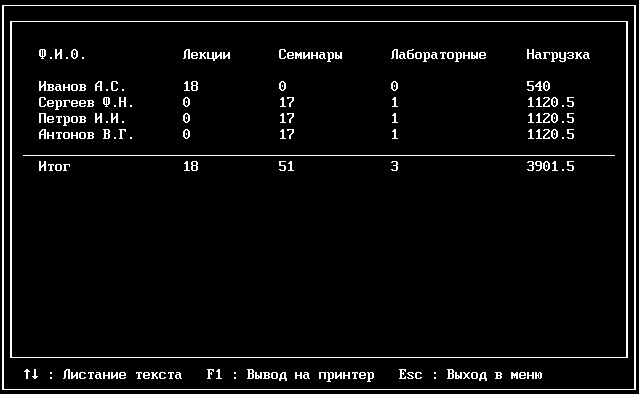 Ф.И.О. Лекции Семинары Лабораторные Нагрузка
Иванов А.С. 18 0 0 540
Сергеев Ф.Н. 0 17 1 1120.5
Петров И.И. 0 17 1 1120.5
Антонов В.Г. 0 17 1 1120.5
Итог 18 51 3 3901.5
↑↓ : Листание текста F1 : Вывод на принтер Esc : Выход в меню